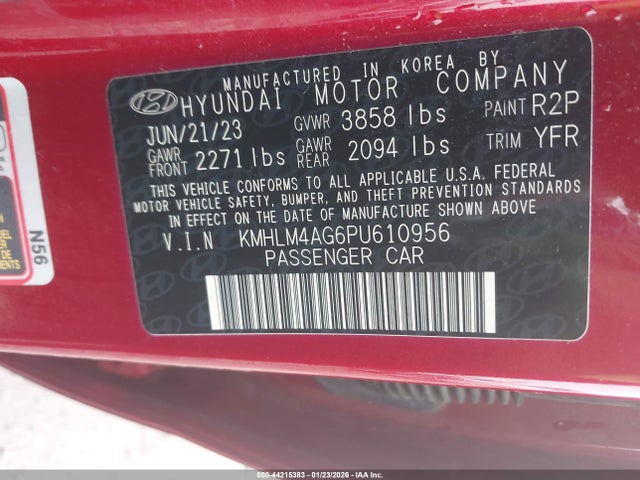 MANUFACTURED IN KOREA BY
HYUNDAI MOTOR COMPANY
JUN/21/23 GVWR 3858 lbs PAINT R2P
GAWR FRONT 2271 lbs GAWR REAR 2094 lbs TRIM YFR
THIS VEHICLE CONFORMS TO ALL APPLICABLE U.S.A. FEDERAL
MOTOR VEHICLE SAFETY, BUMPER, AND THEFT PREVENTION STANDARDS
IN EFFECT ON THE DATE OF MANUFACTURE SHOWN ABOVE
V.I.N KMHLM4AG6PU610956
PASSENGER CAR
N56
000-44215383 - 01/23/2026 - IAAI.COM